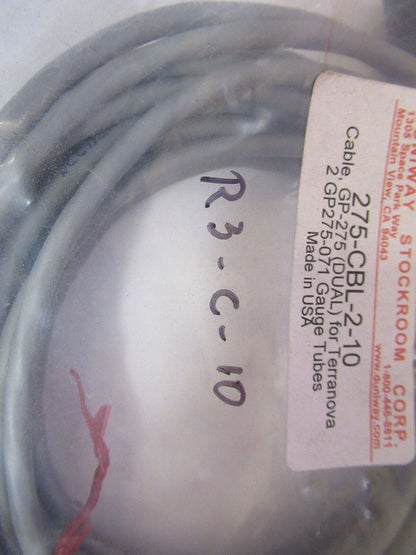 NIWAY STOCKROOM CORP.
1305 Space Park Way
Mountain View, CA 94043
1-800-446-8811
www.duniway.com
275-CBL-2-10
Cable, GP-275 (DUAL) for Terranova
2 GP275-071 Gauge Tubes
Made in USA
R3-C-10